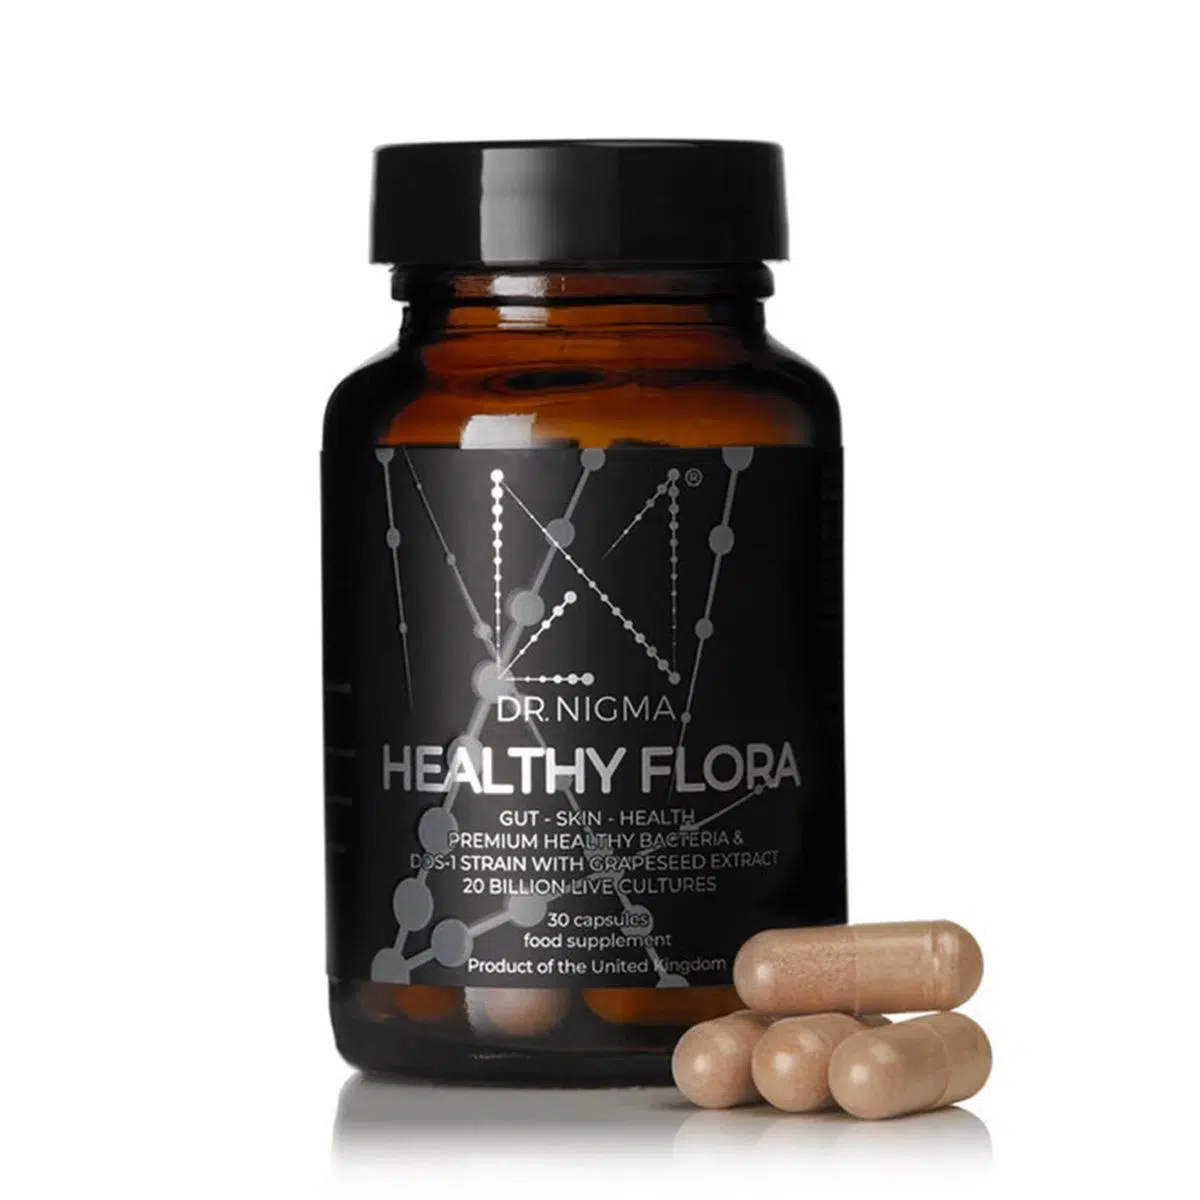 ®
DR. NIGMA
HEALTHY FLORA
GUT - SKIN - HEALTH
PREMIUM HEALTHY BACTERIA &
DDS-1 STRAIN WITH GRAPESEED EXTRACT
20 BILLION LIVE CULTURES
30 capsules
food supplement
Product of the United Kingdom